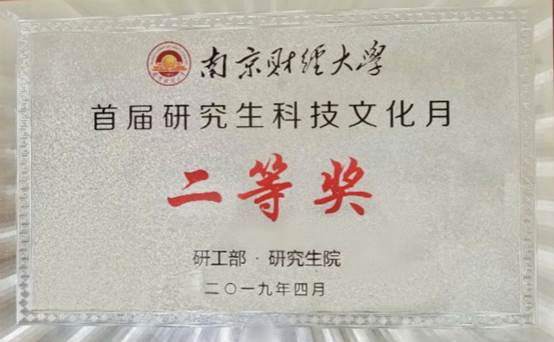 南京财经大学
首届研究生科技文化月
二等奖
研工部·研究生院
二〇一九年四月